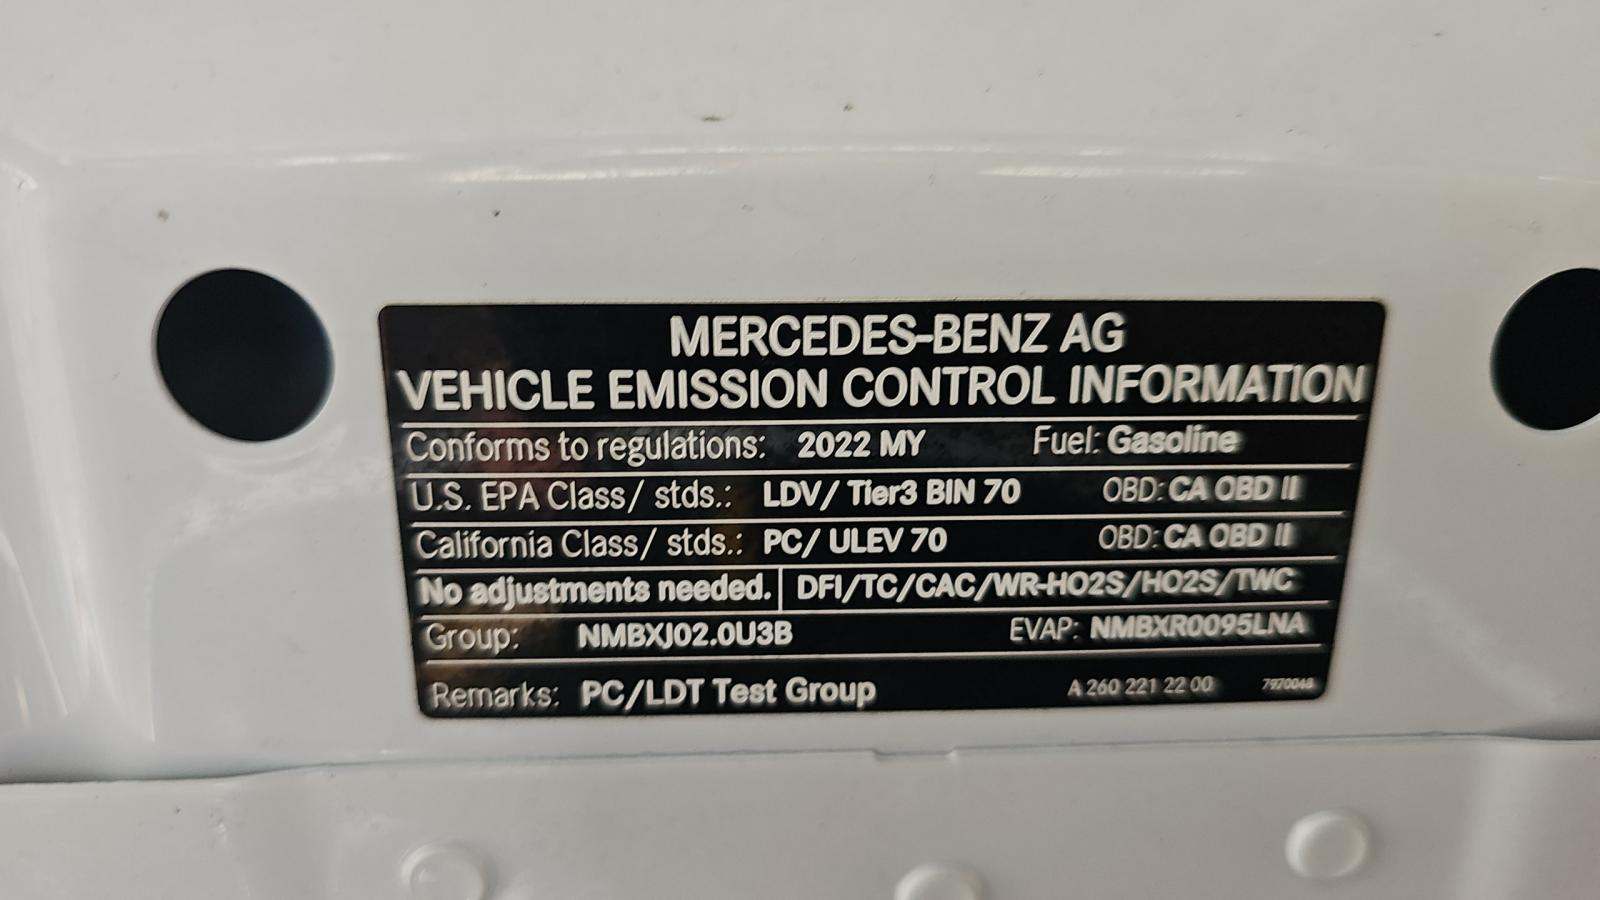 MERCEDES-BENZ AG
VEHICLE EMISSION CONTROL INFORMATION
Conforms to regulations: 2022 MY Fuel: Gasoline
U.S. EPA Class/ stds.: LDV/ Tier3 BIN 70 OBD: CA OBD II
California Class/ stds.: PC/ ULEV 70 OBD: CA OBD II
No adjustments needed. DFI/TC/CAC/WR-HO2S/HO2S/TWC
Group: NMBXJ02.0U3B EVAP: NMBXR0095LNA
Remarks: PC/LDT Test Group A 260 221 22 00